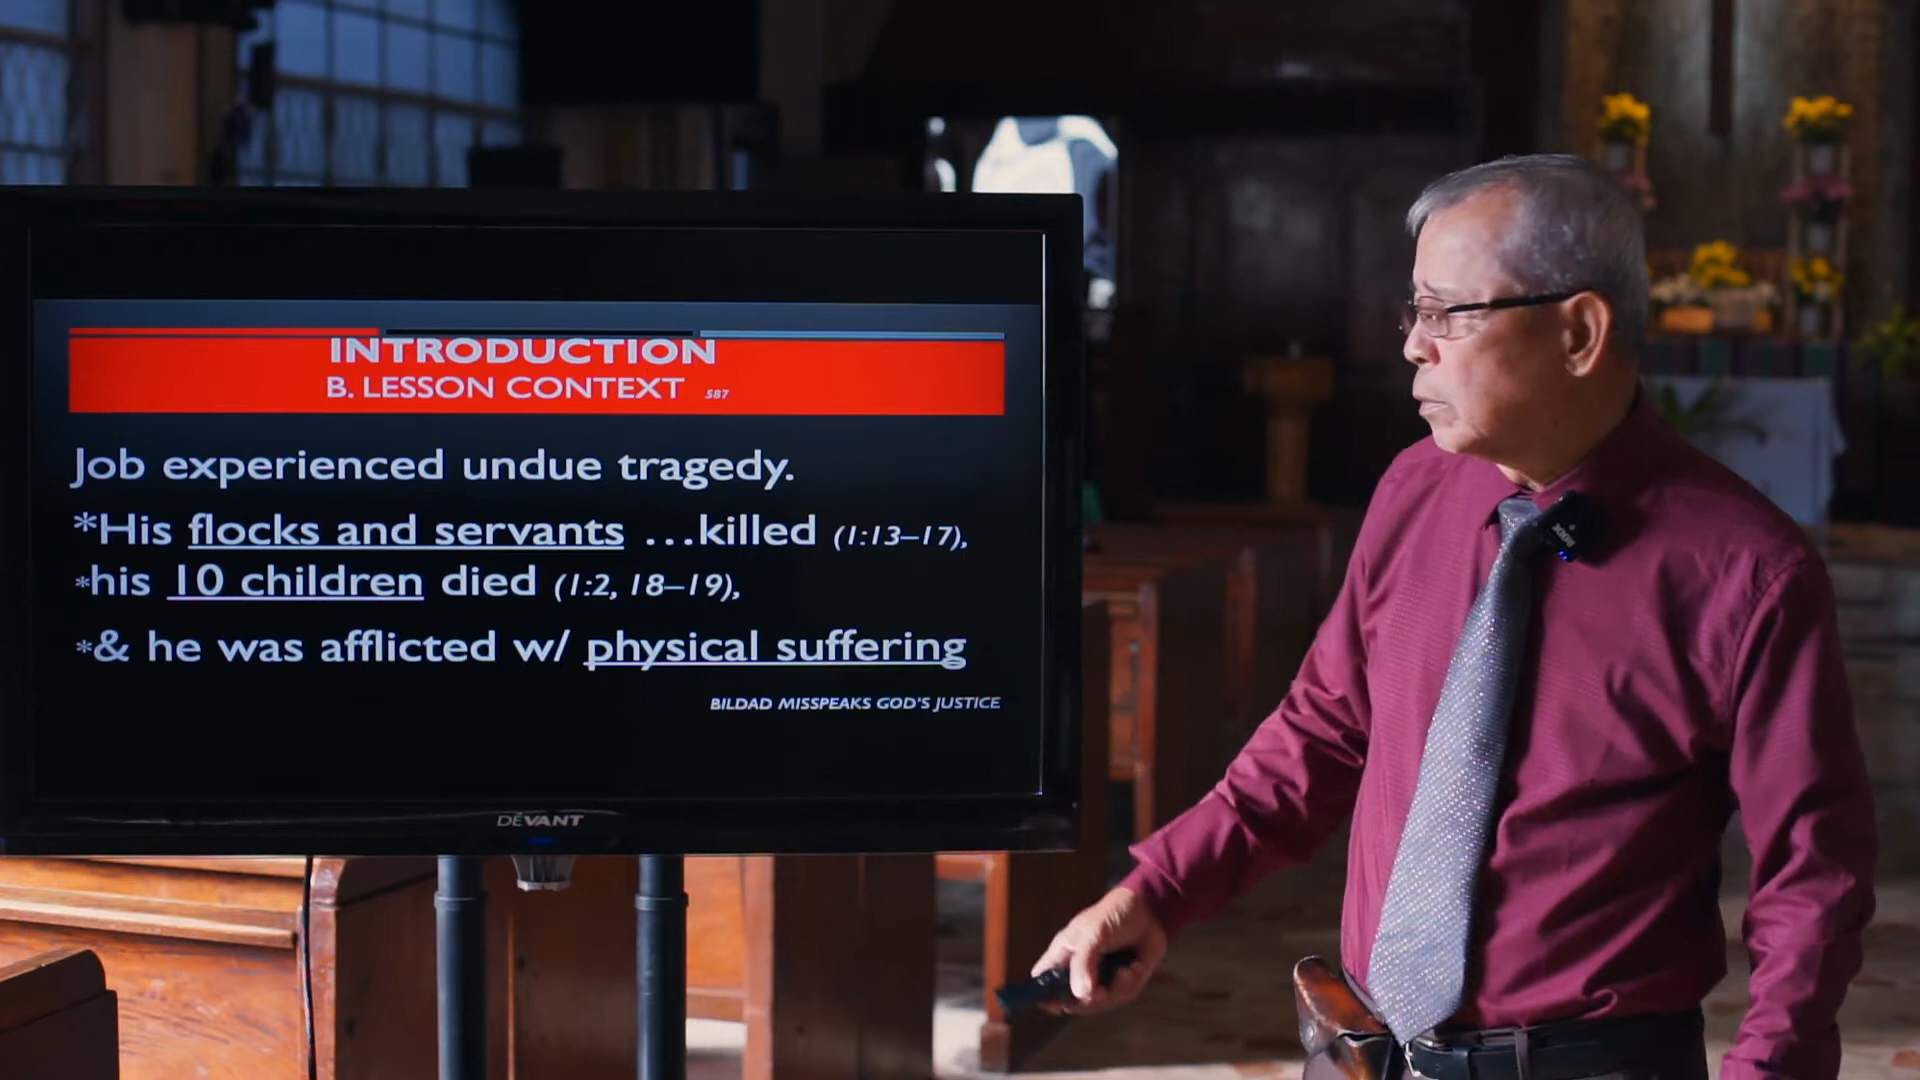 INTRODUCTION
B. LESSON CONTEXT 587
Job experienced undue tragedy.
*His flocks and servants ...killed (1:13–17),
*his 10 children died (1:2, 18–19),
*& he was afflicted w/ physical suffering
BILDAD MISSPEAKS GOD'S JUSTICE
DEVANT